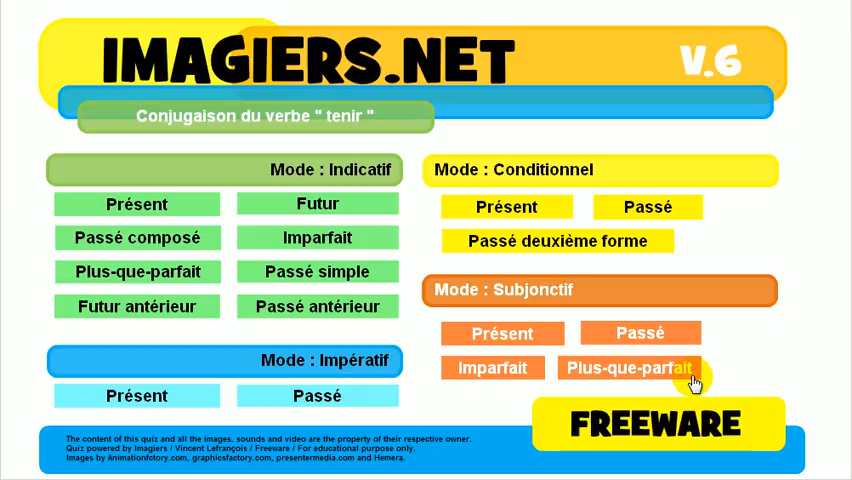 IMAGIERS.NET
V.6
Conjugaison du verbe " tenir "
Mode : Indicatif
Présent
Futur
Passé composé
Imparfait
Plus-que-parfait
Passé simple
Futur antérieur
Passé antérieur
Mode : Impératif
Présent
Passé
Mode : Conditionnel
Présent
Passé
Passé deuxième forme
Mode : Subjonctif
Présent
Passé
Imparfait
Plus-que-parfait
FREEWARE
The content of this quiz and all the images, sounds and video are the property of their respective owner.
Quiz powered by Imagiers / Vincent Lefrançois / Freeware / For educational purpose only.
Images by Animationfctory.com, graphicsfactory.com, presentermedia.com and Hemera.